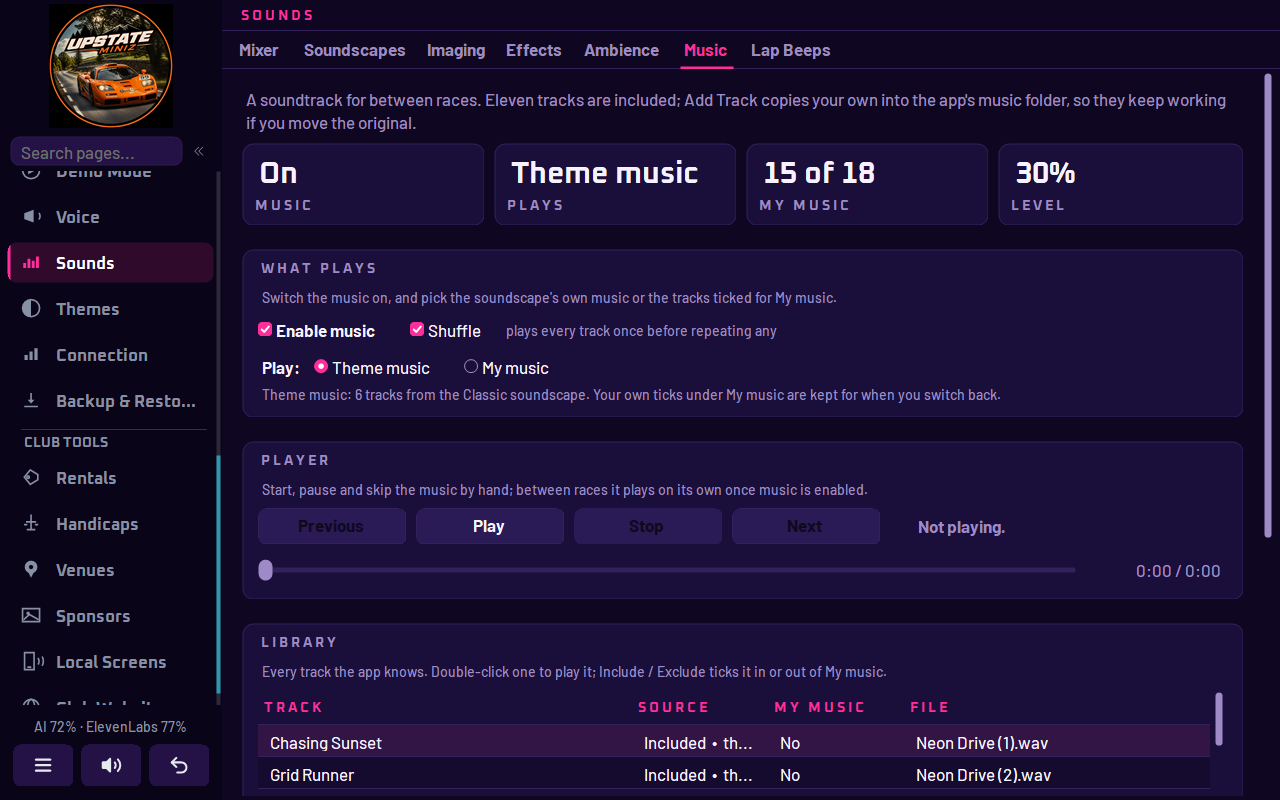 UPSTATE
MINIZ
Search pages...
«
Demo Mode
Voice
Sounds
Themes
Connection
Backup & Resto...
CLUB TOOLS
Rentals
Handicaps
Venues
Sponsors
Local Screens
AI 72% · ElevenLabs 77%
SOUNDS
Mixer Soundscapes Imaging Effects Ambience Music Lap Beeps
A soundtrack for between races. Eleven tracks are included; Add Track copies your own into the app's music folder, so they keep working
if you move the original.
On
MUSIC
Theme music
PLAYS
15 of 18
MY MUSIC
30%
LEVEL
WHAT PLAYS
Switch the music on, and pick the soundscape's own music or the tracks ticked for My music.
Enable music Shuffle plays every track once before repeating any
Play: Theme music My music
Theme music: 6 tracks from the Classic soundscape. Your own ticks under My music are kept for when you switch back.
PLAYER
Start, pause and skip the music by hand; between races it plays on its own once music is enabled.
Previous Play Stop Next Not playing.
0:00 / 0:00
LIBRARY
Every track the app knows. Double-click one to play it; Include / Exclude ticks it in or out of My music.
TRACK SOURCE MY MUSIC FILE
Chasing Sunset Included • th... No Neon Drive (1).wav
Grid Runner Included • th... No Neon Drive (2).wav